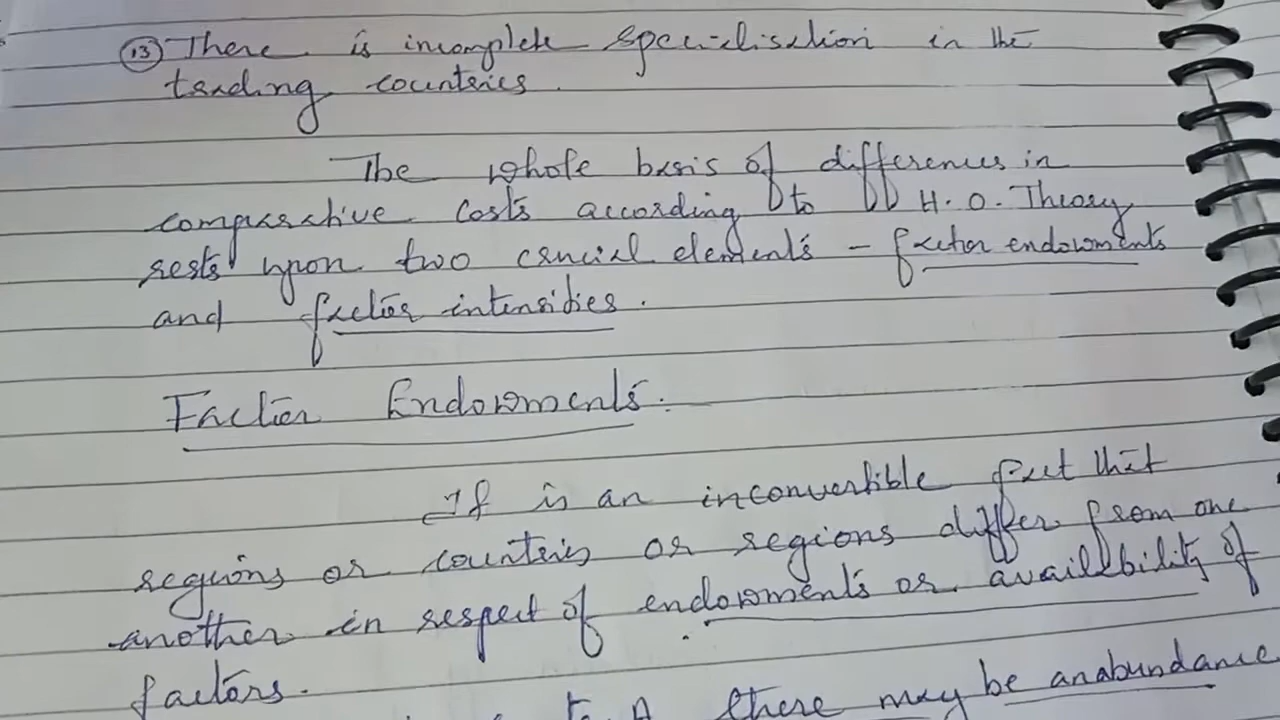 (13) There is incomplete specialisation in the
trading countries.
The whole basis of differences in
comparative costs according to H.O. Theory
rests upon two crucial elements - factor endowments
and factor intensities.
Factor Endowments.
It is an inconvertible fact that
regions or countries or regions differ from one
another in respect of endowments or availability of
factors.
A there may be an abundance